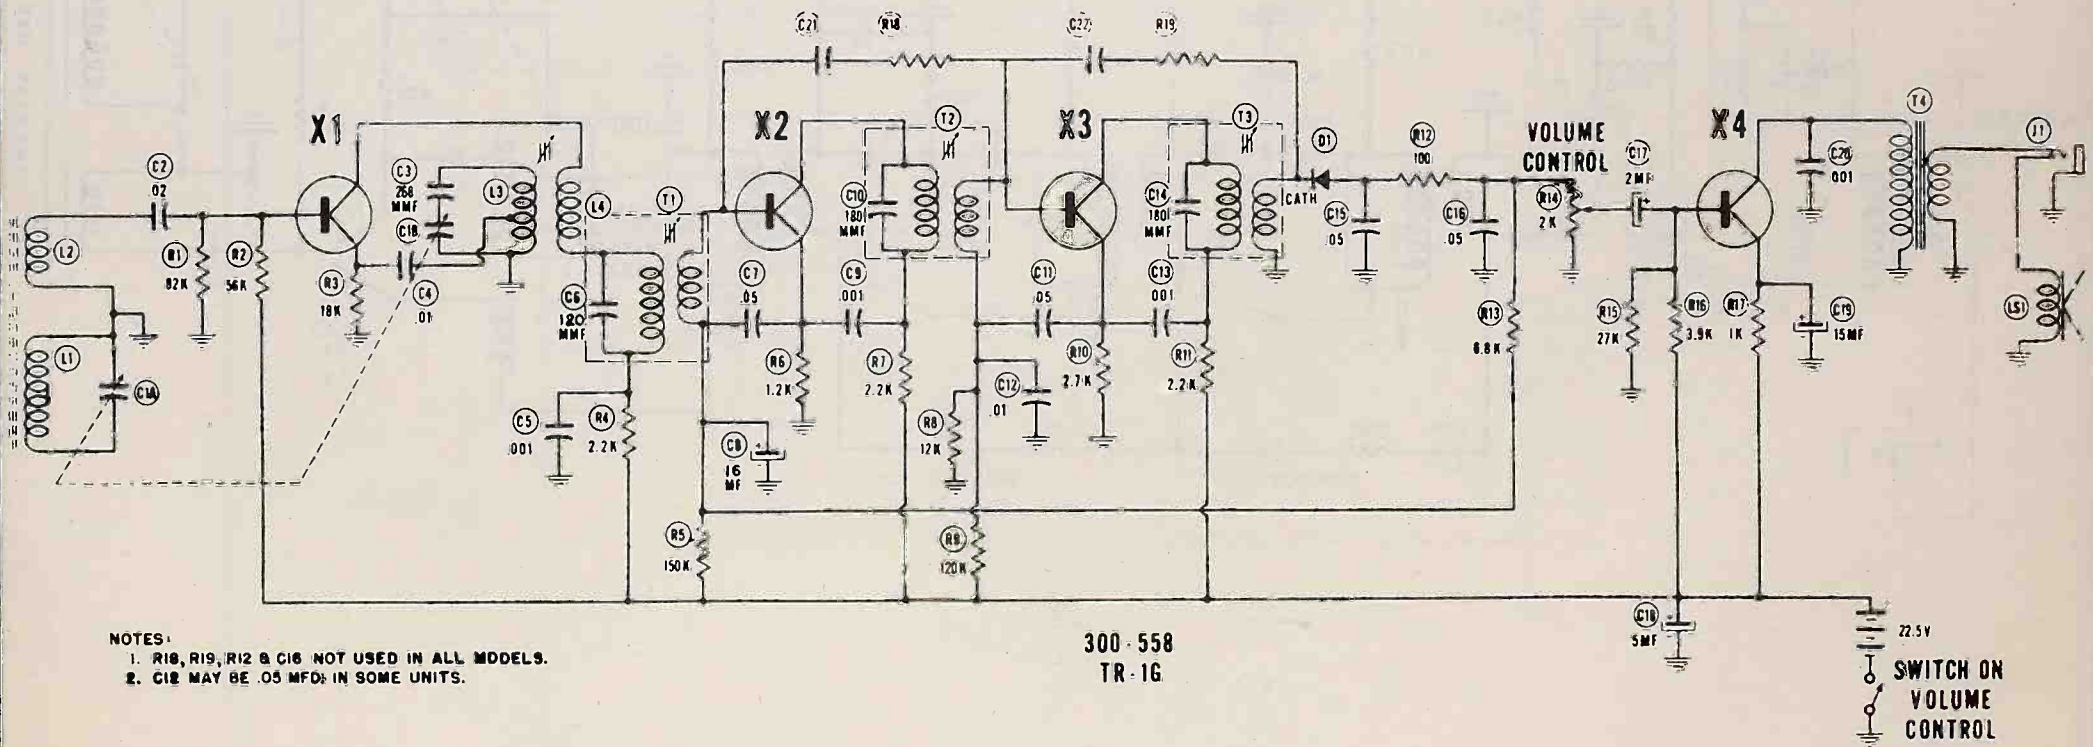 C21
R18
C22
R19
X1
X2
X3
X4
T4
J1
C2
.02
C3
268
MMF
L3
L4
T1
T2
C10
180
MMF
T3
C14
180
MMF
D1
CATH
R12
100
VOLUME
CONTROL
R14
2K
C17
2MF
C20
.001
L2
R1
82K
R2
56K
C1B
R3
18K
C4
.01
C6
120
MMF
C7
.05
C9
.001
C11
.05
C13
.001
C15
.05
C16
.05
R13
6.8K
R15
27K
R16
3.9K
R17
1K
C19
15MF
LS1
L1
C1A
R6
1.2K
R7
2.2K
C12
.01
R10
2.7K
R11
2.2K
C5
.001
R4
2.2K
C8
16
MF
R8
12K
R5
150K
R9
120K
C18
5MF
22.5V
SWITCH ON
VOLUME
CONTROL
NOTES:
1. R18, R19, R12 & C16 NOT USED IN ALL MODELS.
2. C12 MAY BE .05 MFD. IN SOME UNITS.
300-558
TR-1G